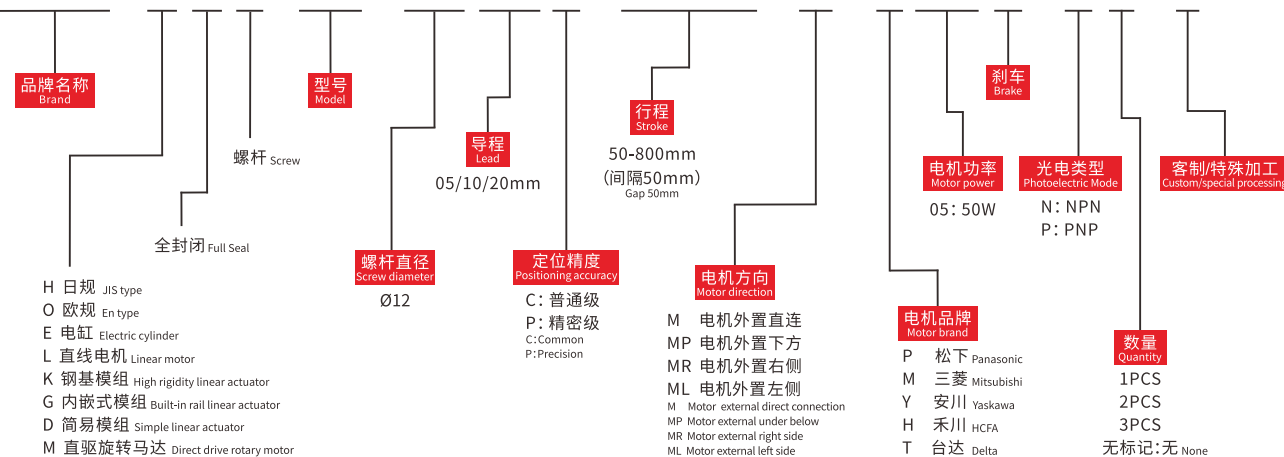 品牌名称
Brand
H 日规 JIS type
O 欧规 En type
E 电缸 Electric cylinder
L 直线电机 Linear motor
K 钢基模组 High rigidity linear actuator
G 内嵌式模组 Built-in rail linear actuator
D 简易模组 Simple linear actuator
M 直驱旋转马达 Direct drive rotary motor
全封闭 Full Seal
螺杆 Screw
型号
Model
螺杆直径
Screw diameter
Ø12
导程
Lead
05/10/20mm
定位精度
Positioning accuracy
C：普通级
P：精密级
C:Common
P:Precision
行程
Stroke
50-800mm
（间隔50mm）
Gap 50mm
电机方向
Motor direction
M 电机外置直连
MP 电机外置下方
MR 电机外置右侧
ML 电机外置左侧
M Motor external direct connection
MP Motor external under below
MR Motor external right side
ML Motor external left side
电机品牌
Motor brand
P 松下 Panasonic
M 三菱 Mitsubishi
Y 安川 Yaskawa
H 禾川 HCFA
T 台达 Delta
电机功率
Motor power
05：50W
刹车
Brake
光电类型
Photoelectric Mode
N：NPN
P：PNP
数量
Quantity
1PCS
2PCS
3PCS
无标记：无 None
客制/特殊加工
Custom/special processing